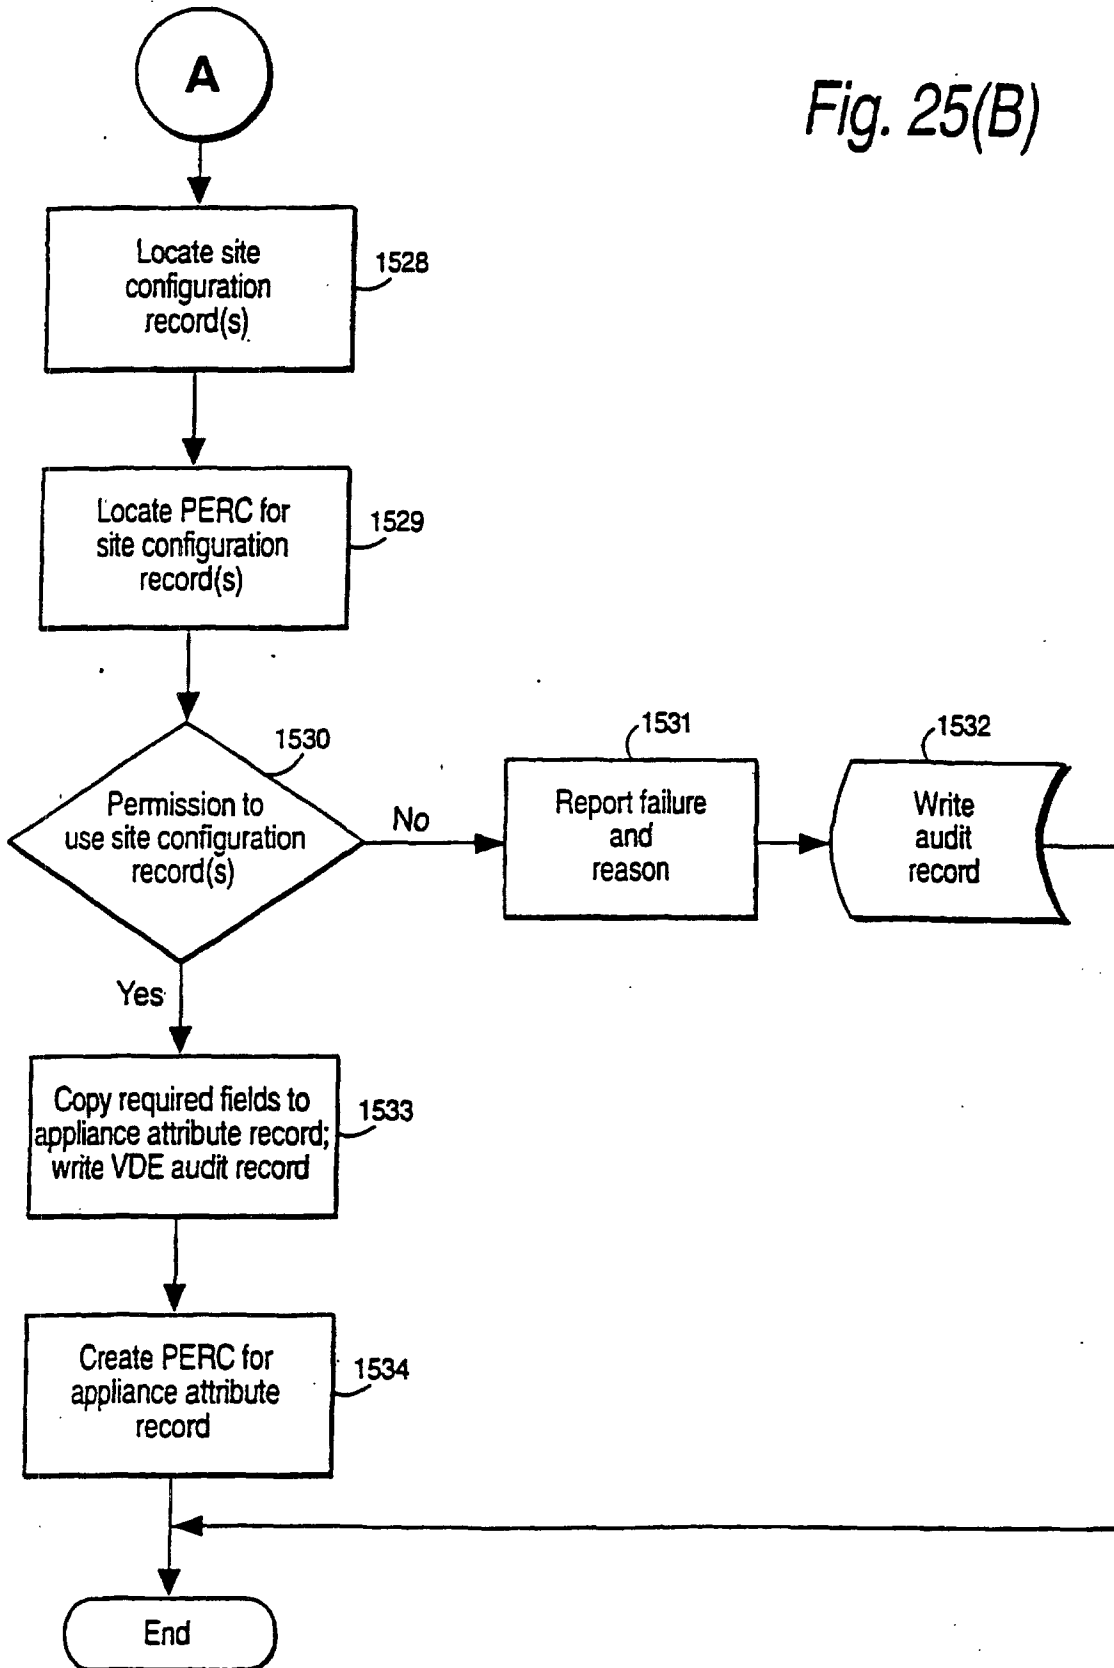 A
Fig. 25(B)
Locate site
configuration
record(s)
1528
Locate PERC for
site configuration
record(s)
1529
Permission to
use site configuration
record(s)
1530
No
Report failure
and
reason
1531
Write
audit
record
1532
Yes
Copy required fields to
appliance attribute record;
write VDE audit record
1533
Create PERC for
appliance attribute
record
1534
End